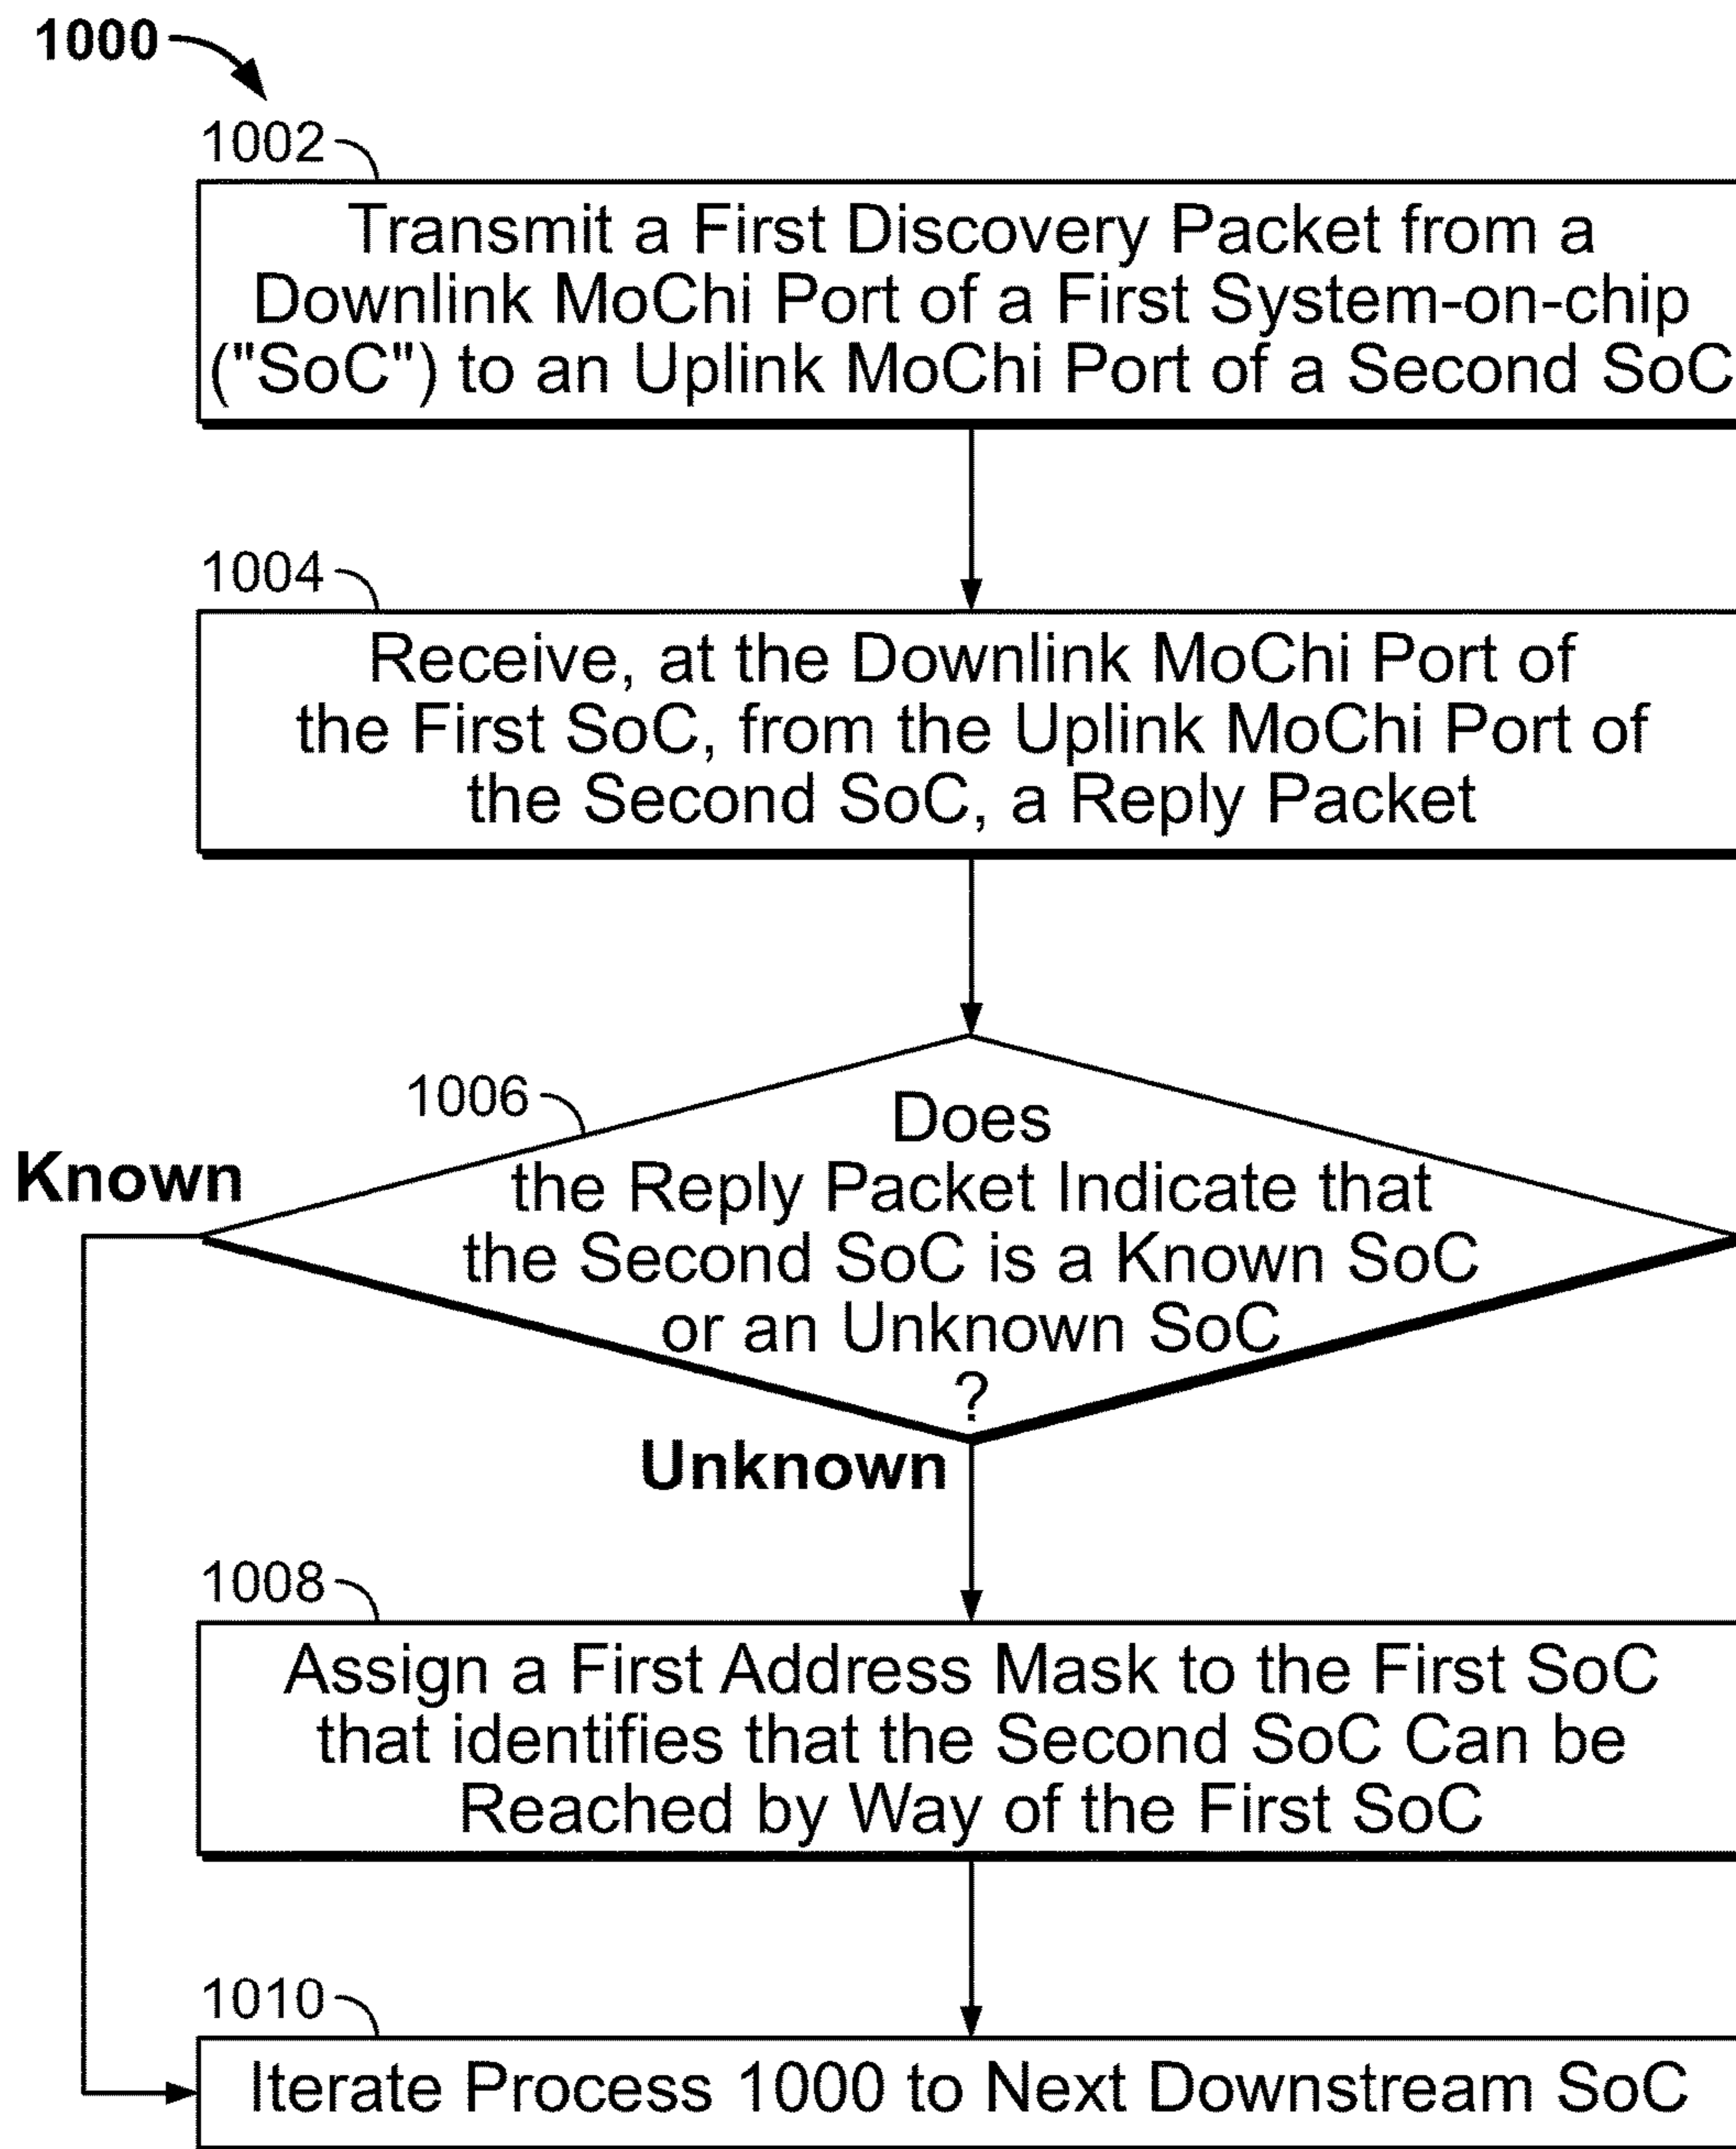 1000
1002
Transmit a First Discovery Packet from a
Downlink MoChi Port of a First System-on-chip
("SoC") to an Uplink MoChi Port of a Second SoC
1004
Receive, at the Downlink MoChi Port of
the First SoC, from the Uplink MoChi Port of
the Second SoC, a Reply Packet
1006
Does
the Reply Packet Indicate that
the Second SoC is a Known SoC
or an Unknown SoC
?
Known
Unknown
1008
Assign a First Address Mask to the First SoC
that identifies that the Second SoC Can be
Reached by Way of the First SoC
1010
Iterate Process 1000 to Next Downstream SoC